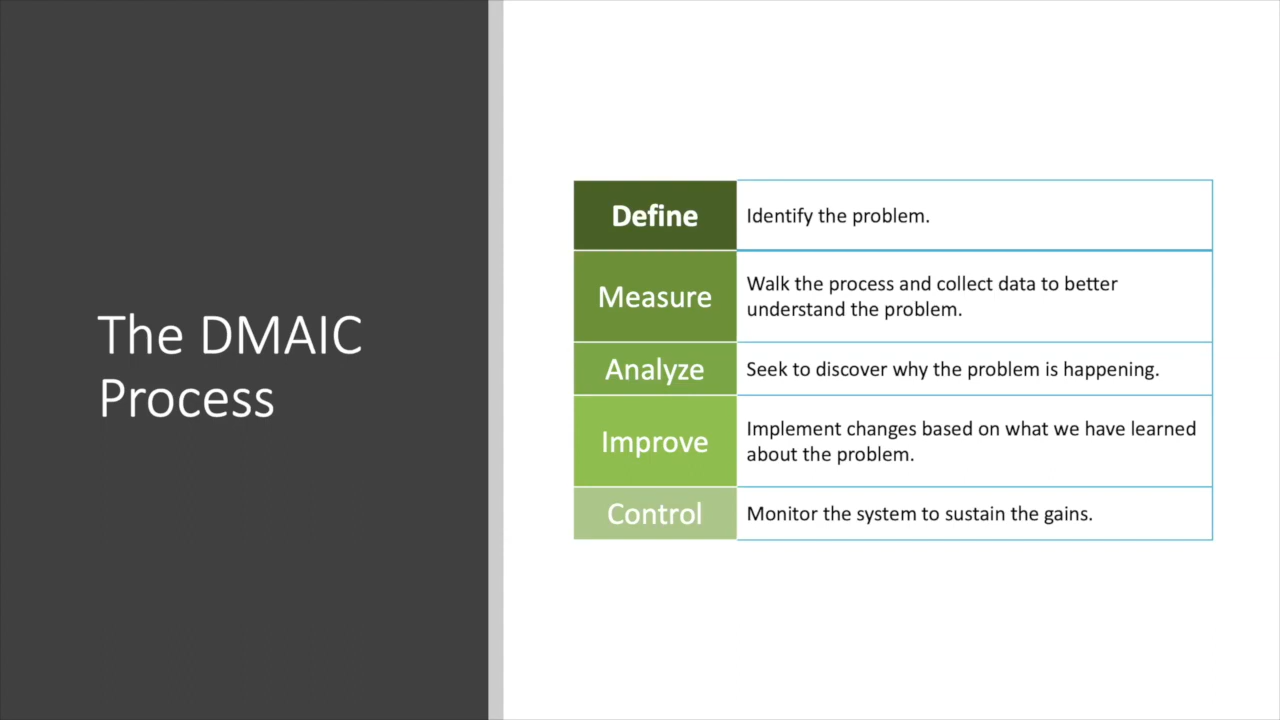 The DMAIC
Process
Define
Identify the problem.
Measure
Walk the process and collect data to better
understand the problem.
Analyze
Seek to discover why the problem is happening.
Improve
Implement changes based on what we have learned
about the problem.
Control
Monitor the system to sustain the gains.